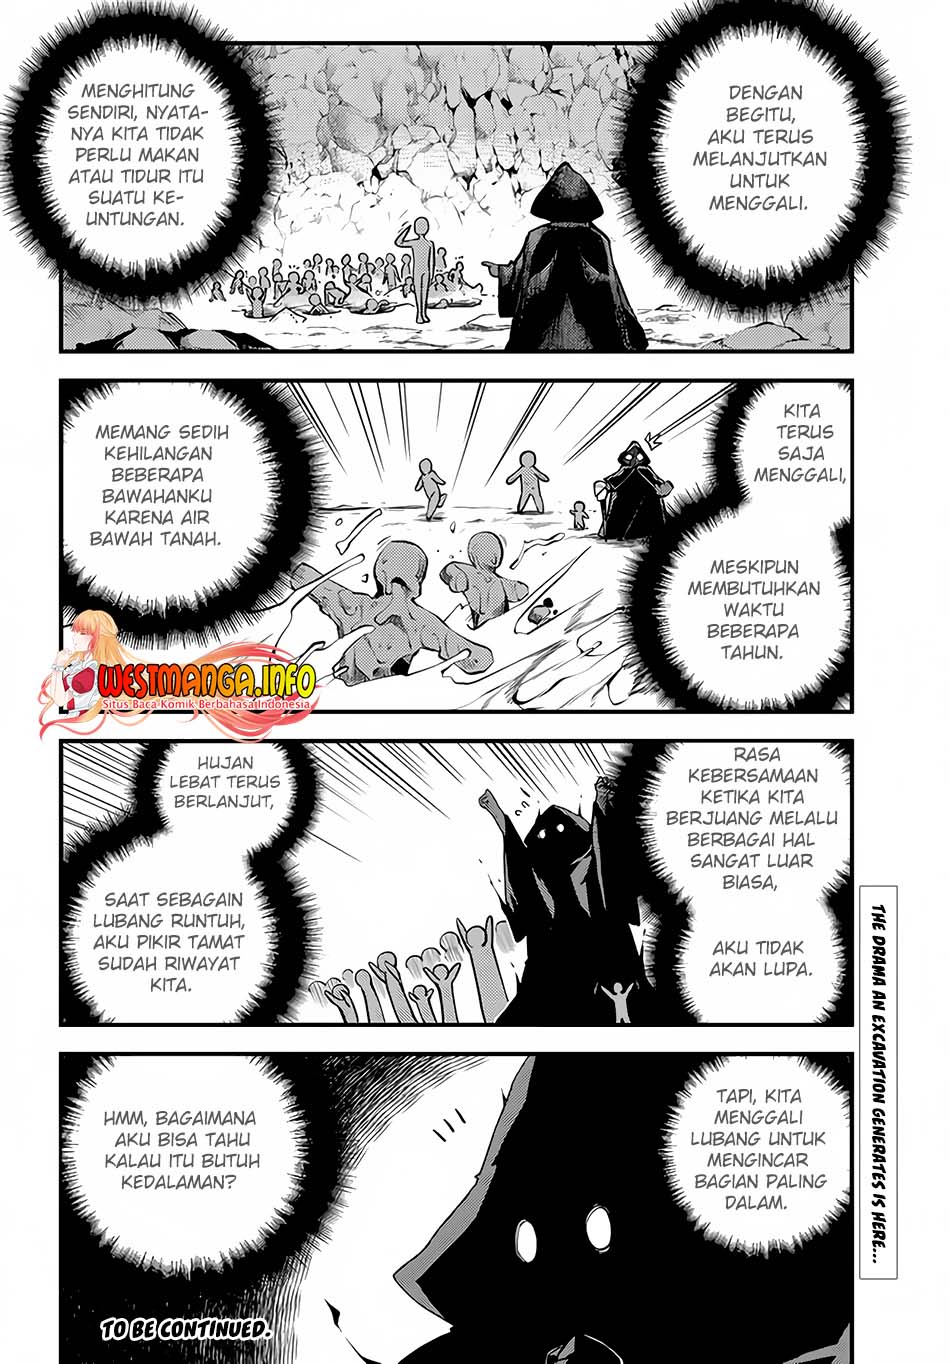 DENGAN
BEGITU,
AKU TERUS
MELANJUTKAN
UNTUK
MENGGALI.
MENGHITUNG
SENDIRI, NYATA-
NYA KITA TIDAK
PERLU MAKAN
ATAU TIDUR ITU
SUATU KE-
UNTUNGAN.
KITA
TERUS
SAJA
MENGGALI,
MESKIPUN
MEMBUTUHKAN
WAKTU
BEBERAPA
TAHUN.
MEMANG SEDIH
KEHILANGAN
BEBERAPA
BAWAHANKU
KARENA AIR
BAWAH TANAH.
WESTMANGA.INFO
Situs Baca Komik Berbahasa Indonesia
RASA
KEBERSAMAAN
KETIKA KITA
BERJUANG MELALU
BERBAGAI HAL
SANGAT LUAR
BIASA,
AKU TIDAK
AKAN LUPA.
HUJAN
LEBAT TERUS
BERLANJUT,
SAAT SEBAGAIN
LUBANG RUNTUH,
AKU PIKIR TAMAT
SUDAH RIWAYAT
KITA.
THE DRAMA AN EXCAVATION GENERATES IS HERE...
TAPI, KITA
MENGGALI
LUBANG UNTUK
MENGINCAR
BAGIAN PALING
DALAM.
HMM, BAGAIMANA
AKU BISA TAHU
KALAU ITU BUTUH
KEDALAMAN?
TO BE CONTINUED.